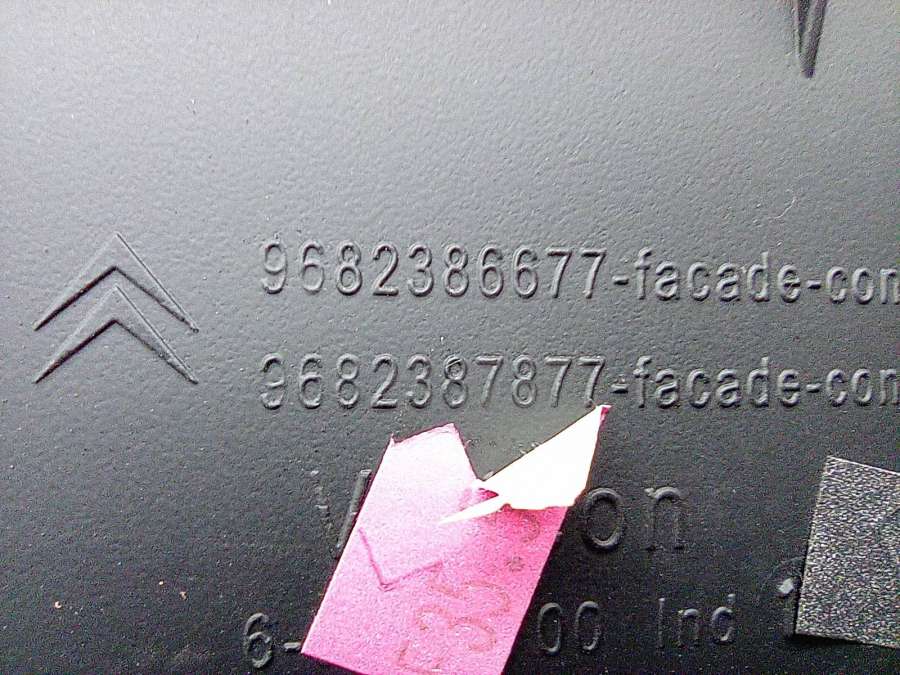 9682386677-facade-con
9682387877-facade-con
00 Ind